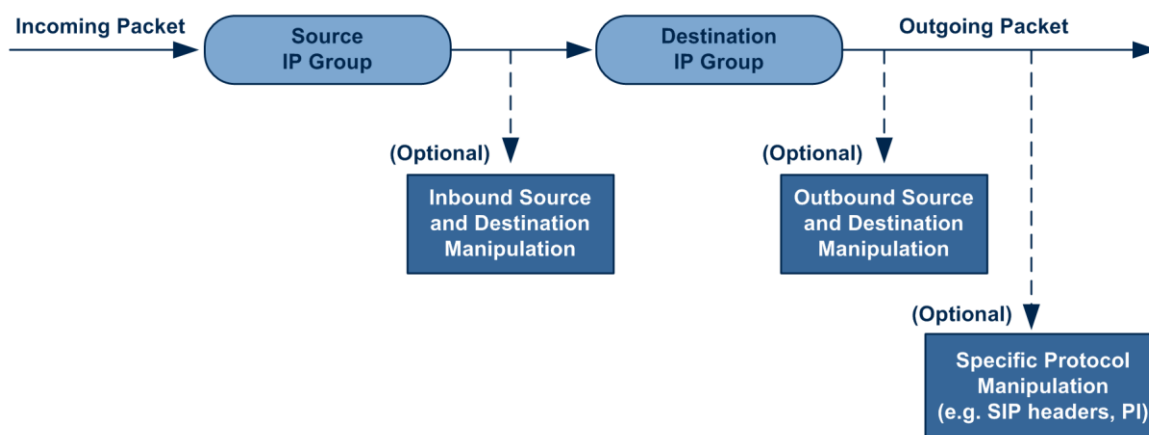 Incoming Packet
Source
IP Group
Destination
IP Group
Outgoing Packet
(Optional)
Inbound Source
and Destination
Manipulation
(Optional)
Outbound Source
and Destination
Manipulation
(Optional)
Specific Protocol
Manipulation
(e.g. SIP headers, PI)